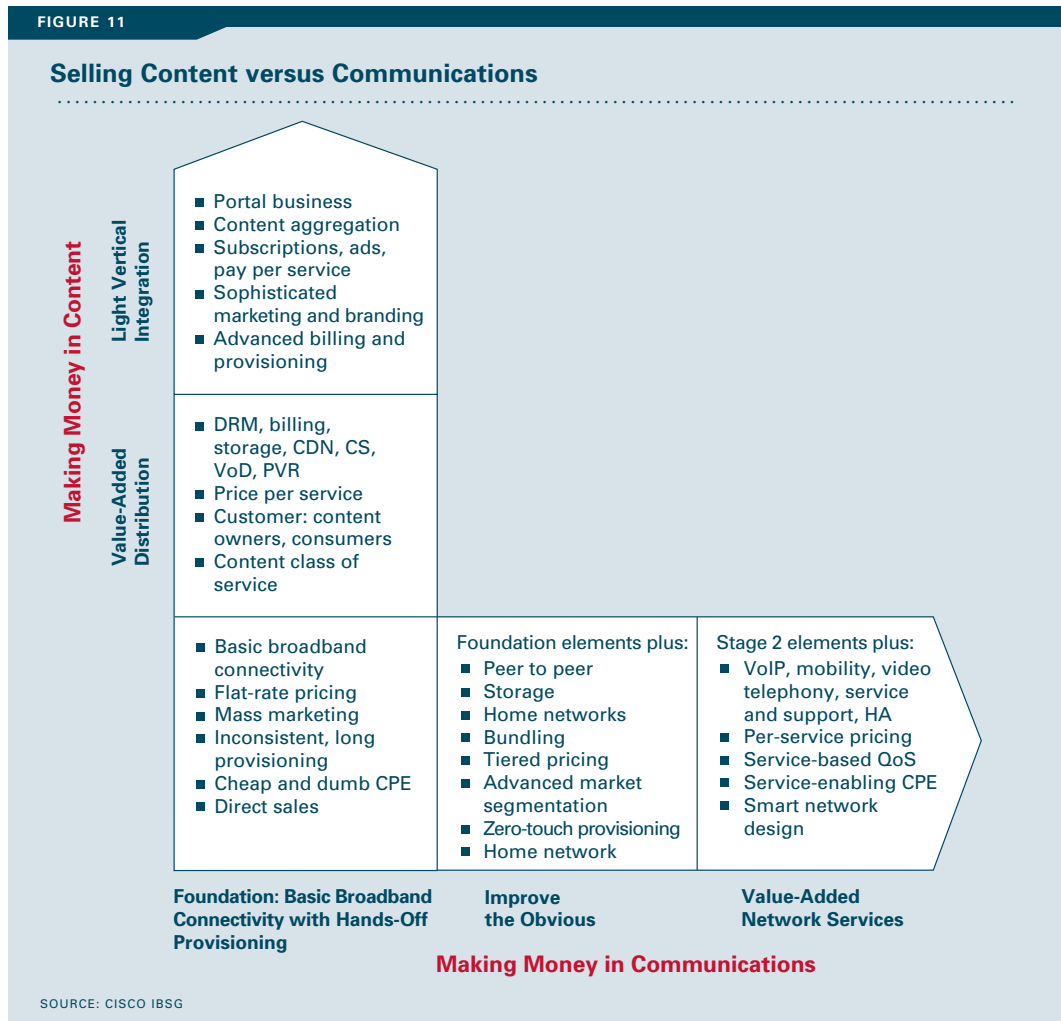 FIGURE 11
Selling Content versus Communications
Making Money in Content
Light Vertical
Integration
■ Portal business
■ Content aggregation
■ Subscriptions, ads,
pay per service
■ Sophisticated
marketing and branding
■ Advanced billing and
provisioning
Value-Added
Distribution
■ DRM, billing,
storage, CDN, CS,
VoD, PVR
■ Price per service
■ Customer: content
owners, consumers
■ Content class of
service
■ Basic broadband
connectivity
■ Flat-rate pricing
■ Mass marketing
■ Inconsistent, long
provisioning
■ Cheap and dumb CPE
■ Direct sales
Foundation elements plus:
■ Peer to peer
■ Storage
■ Home networks
■ Bundling
■ Tiered pricing
■ Advanced market
segmentation
■ Zero-touch provisioning
■ Home network
Stage 2 elements plus:
■ VoIP, mobility, video
telephony, service
and support, HA
■ Per-service pricing
■ Service-based QoS
■ Service-enabling CPE
■ Smart network
design
Foundation: Basic Broadband
Connectivity with Hands-Off
Provisioning
Improve
the Obvious
Value-Added
Network Services
Making Money in Communications
SOURCE: CISCO IBSG